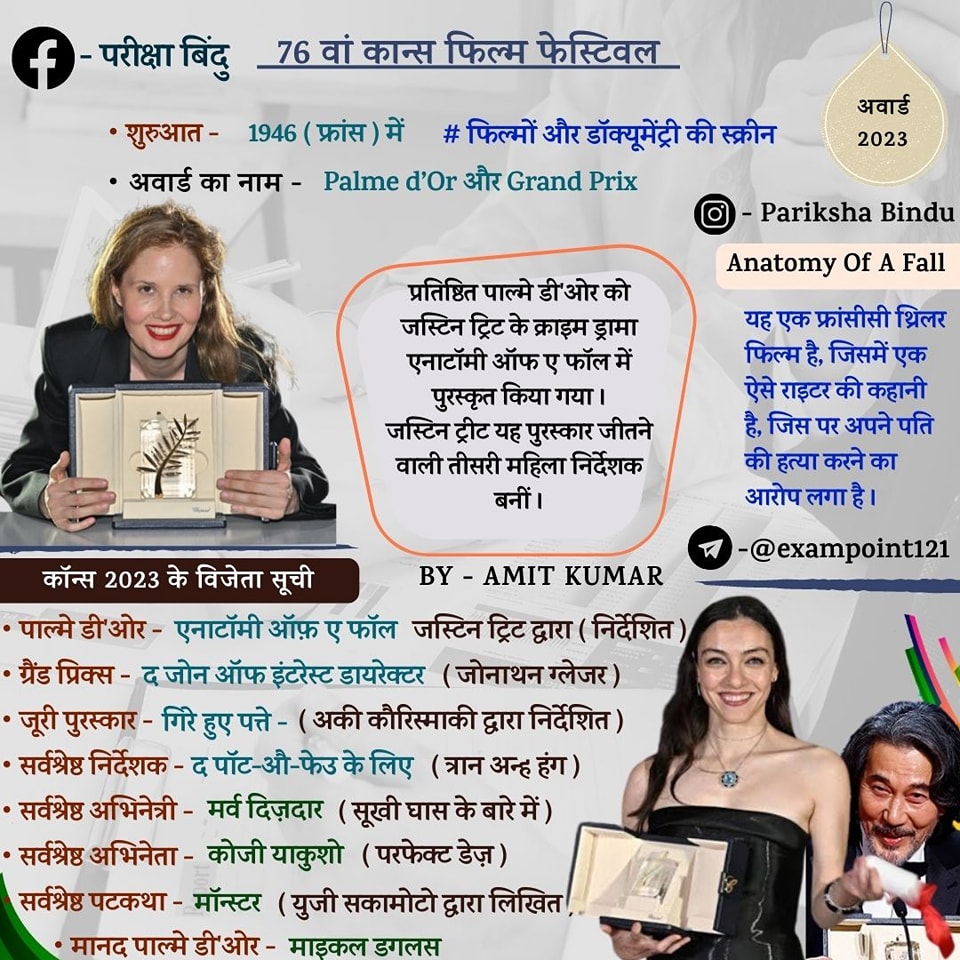 - परीक्षा बिंदु
76 वां कान्स फिल्म फेस्टिवल
अवार्ड
2023
• शुरुआत - 1946 ( फ्रांस ) में # फिल्मों और डॉक्यूमेंट्री की स्क्रीन
• अवार्ड का नाम - Palme d’Or और Grand Prix
- Pariksha Bindu
Anatomy Of A Fall
यह एक फ्रांसीसी थ्रिलर
फिल्म है, जिसमें एक
ऐसे राइटर की कहानी
है, जिस पर अपने पति
की हत्या करने का
आरोप लगा है।
प्रतिष्ठित पाल्मे डी'ओर को
जस्टिन ट्रिट के क्राइम ड्रामा
एनाटॉमी ऑफ ए फॉल में
पुरस्कृत किया गया ।
जस्टिन ट्रीट यह पुरस्कार जीतने
वाली तीसरी महिला निर्देशक
बनीं ।
-@exampoint121
BY - AMIT KUMAR
कॉन्स 2023 के विजेता सूची
• पाल्मे डी'ओर - एनाटॉमी ऑफ़ ए फॉल जस्टिन ट्रिट द्वारा ( निर्देशित )
• ग्रैंड प्रिक्स - द जोन ऑफ इंटरेस्ट डायरेक्टर ( जोनाथन ग्लेजर )
• जूरी पुरस्कार - गिरे हुए पत्ते - ( अकी कौरिस्माकी द्वारा निर्देशित )
• सर्वश्रेष्ठ निर्देशक - द पॉट-औ-फेउ के लिए ( त्रान अन्ह हंग )
• सर्वश्रेष्ठ अभिनेत्री - मर्व दिज़दार ( सूखी घास के बारे में )
• सर्वश्रेष्ठ अभिनेता - कोजी याकुशो ( परफेक्ट डेज़ )
• सर्वश्रेष्ठ पटकथा - मॉन्स्टर ( युजी सकामोटो द्वारा लिखित
• मानद पाल्मे डी'ओर - माइकल डगलस